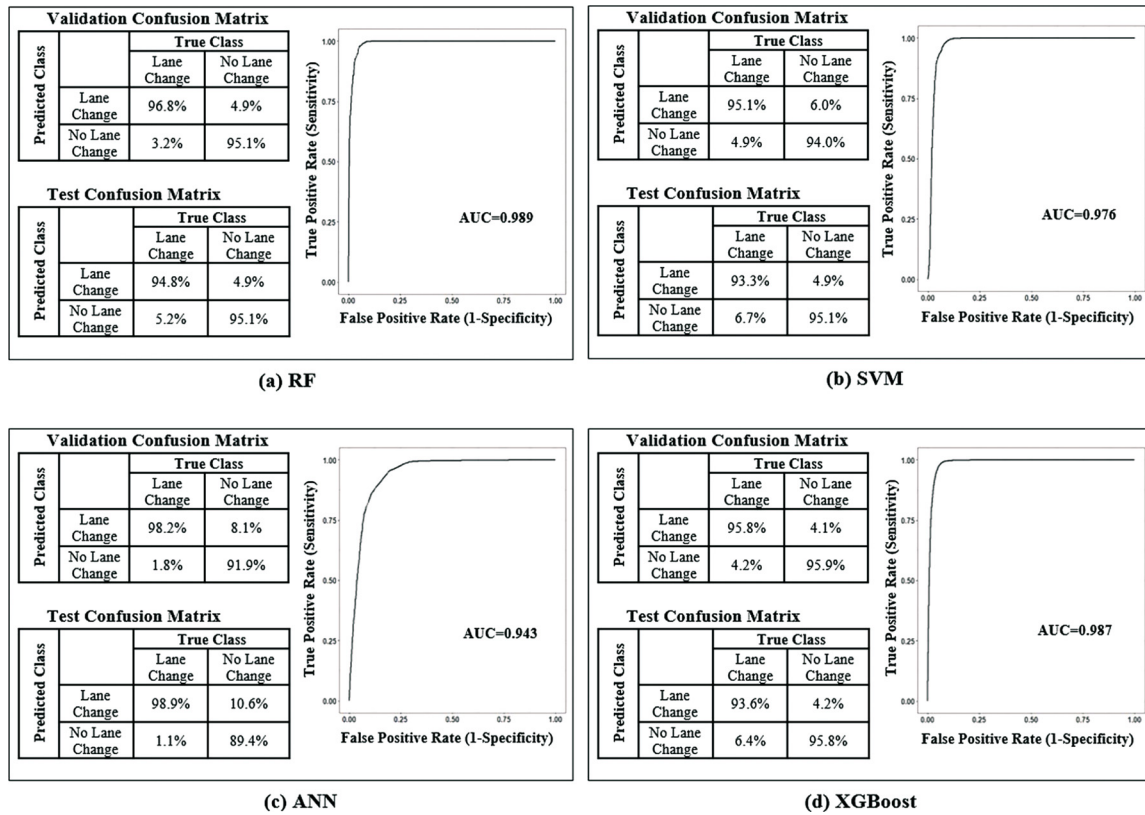 Validation Confusion Matrix
Predicted Class
True Class
Lane Change
No Lane Change
Lane Change
96.8%
4.9%
No Lane Change
3.2%
95.1%
Test Confusion Matrix
Predicted Class
True Class
Lane Change
No Lane Change
Lane Change
94.8%
4.9%
No Lane Change
5.2%
95.1%
True Positive Rate (Sensitivity)
1.00
0.75
0.50
0.25
0.00
AUC=0.989
0.00 0.25 0.50 0.75 1.00
False Positive Rate (1-Specificity)
(a) RF
Validation Confusion Matrix
Predicted Class
True Class
Lane Change
No Lane Change
Lane Change
95.1%
6.0%
No Lane Change
4.9%
94.0%
Test Confusion Matrix
Predicted Class
True Class
Lane Change
No Lane Change
Lane Change
93.3%
4.9%
No Lane Change
6.7%
95.1%
True Positive Rate (Sensitivity)
1.00
0.75
0.50
0.25
0.00
AUC=0.976
0.00 0.25 0.50 0.75 1.00
False Positive Rate (1-Specificity)
(b) SVM
Validation Confusion Matrix
Predicted Class
True Class
Lane Change
No Lane Change
Lane Change
98.2%
8.1%
No Lane Change
1.8%
91.9%
Test Confusion Matrix
Predicted Class
True Class
Lane Change
No Lane Change
Lane Change
98.9%
10.6%
No Lane Change
1.1%
89.4%
True Positive Rate (Sensitivity)
1.00
0.75
0.50
0.25
0.00
AUC=0.943
0.00 0.25 0.50 0.75 1.00
False Positive Rate (1-Specificity)
(c) ANN
Validation Confusion Matrix
Predicted Class
True Class
Lane Change
No Lane Change
Lane Change
95.8%
4.1%
No Lane Change
4.2%
95.9%
Test Confusion Matrix
Predicted Class
True Class
Lane Change
No Lane Change
Lane Change
93.6%
4.2%
No Lane Change
6.4%
95.8%
True Positive Rate (Sensitivity)
1.00
0.75
0.50
0.25
0.00
AUC=0.987
0.00 0.25 0.50 0.75 1.00
False Positive Rate (1-Specificity)
(d) XGBoost